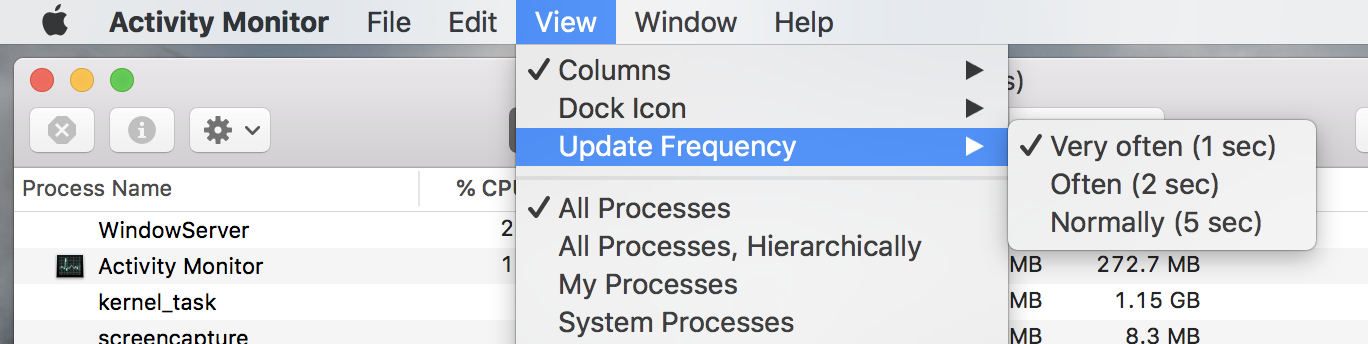 Activity Monitor File Edit View Window Help
Columns
s)
Dock Icon
Update Frequency
Very often (1 sec)
Often (2 sec)
Normally (5 sec)
Process Name % CPU
All Processes
WindowServer 2
All Processes, Hierarchically
Activity Monitor 1 MB 272.7 MB
My Processes
kernel_task MB 1.15 GB
System Processes
screencapture MB 8.3 MB